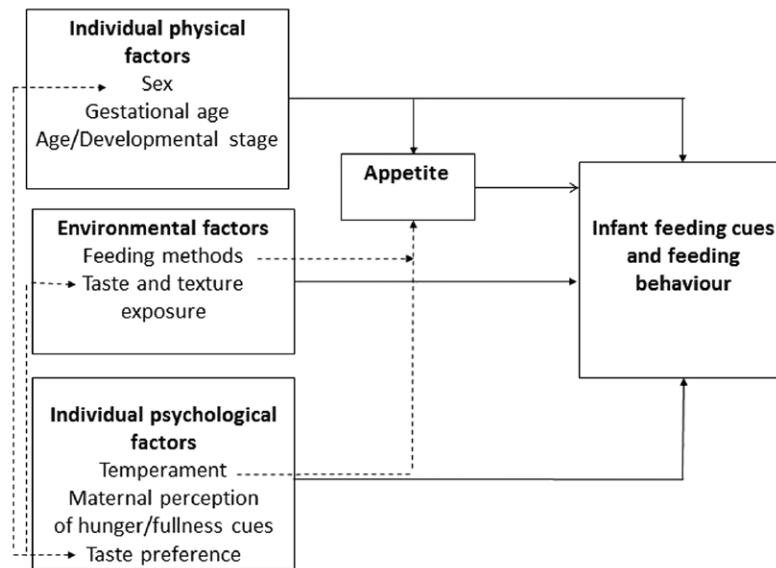 Individual physical
factors
Sex
Gestational age
Age/Developmental stage
Appetite
Environmental factors
Feeding methods
Taste and texture
exposure
Infant feeding cues
and feeding
behaviour
Individual psychological
factors
Temperament
Maternal perception
of hunger/fullness cues
Taste preference